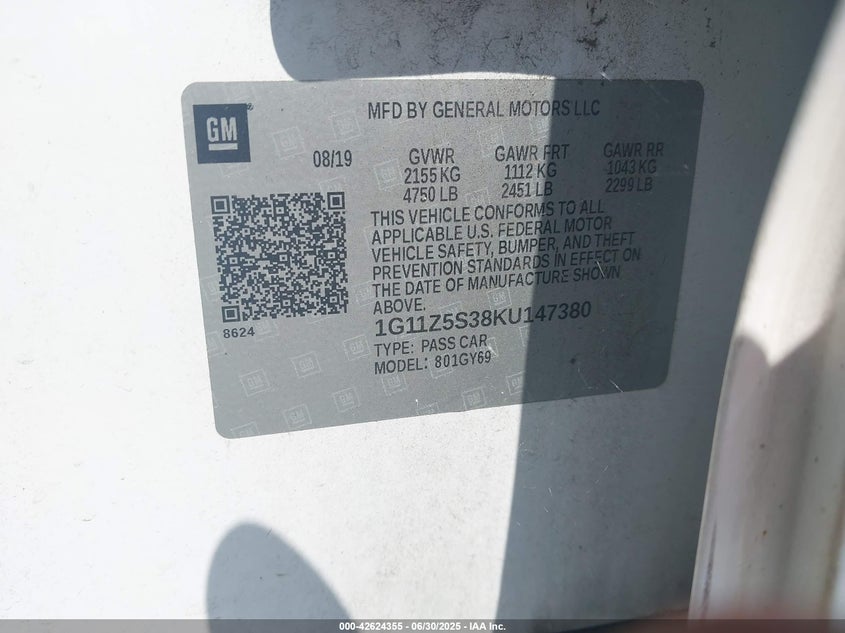 GM®
MFD BY GENERAL MOTORS LLC
08/19
GVWR
2155 KG
4750 LB
GAWR FRT
1112 KG
2451 LB
GAWR RR
1043 KG
2299 LB
THIS VEHICLE CONFORMS TO ALL
APPLICABLE U.S. FEDERAL MOTOR
VEHICLE SAFETY, BUMPER, AND THEFT
PREVENTION STANDARDS IN EFFECT ON
THE DATE OF MANUFACTURE SHOWN
ABOVE.
8624
1G11Z5S38KU147380
TYPE: PASS CAR
MODEL: 801GY69
000-42624355 - 06/30/2025 - IAA Inc.